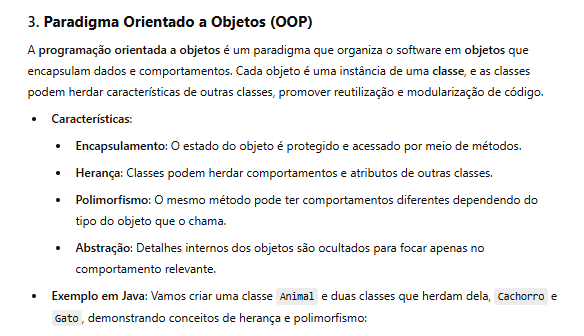 3. Paradigma Orientado a Objetos (OOP)
A programação orientada a objetos é um paradigma que organiza o software em objetos que
encapsulam dados e comportamentos. Cada objeto é uma instância de uma classe, e as classes
podem herdar características de outras classes, promover reutilização e modularização de código.
• Características:
• Encapsulamento: O estado do objeto é protegido e acessado por meio de métodos.
• Herança: Classes podem herdar comportamentos e atributos de outras classes.
• Polimorfismo: O mesmo método pode ter comportamentos diferentes dependendo do
tipo do objeto que o chama.
• Abstração: Detalhes internos dos objetos são ocultados para focar apenas no
comportamento relevante.
• Exemplo em Java: Vamos criar uma classe Animal e duas classes que herdam dela, Cachorro e
Gato, demonstrando conceitos de herança e polimorfismo: